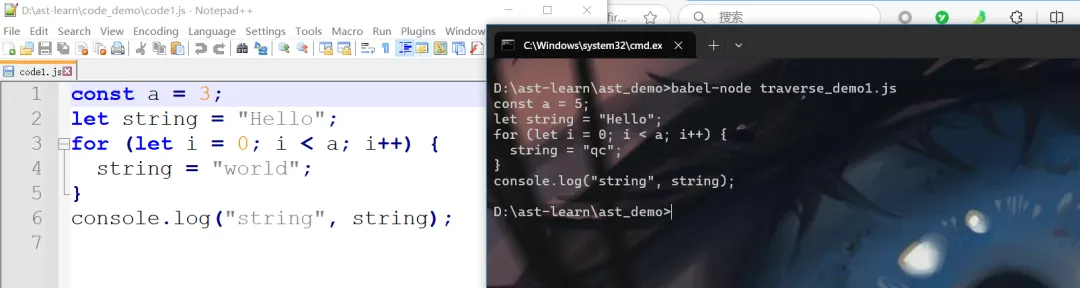 D:\ast-learn\code_demo\code1.js - Notepad++
File Edit Search View Encoding Language Settings Tools Macro Run Plugins Window
code1.js
1 const a = 3;
2 let string = "Hello";
3 for (let i = 0; i < a; i++) {
4 string = "world";
5 }
6 console.log("string", string);
7
搜索
C:\Windows\system32\cmd.ex
D:\ast-learn\ast_demo>babel-node traverse_demo1.js
const a = 5;
let string = "Hello";
for (let i = 0; i < a; i++) {
string = "qc";
}
console.log("string", string);
D:\ast-learn\ast_demo>